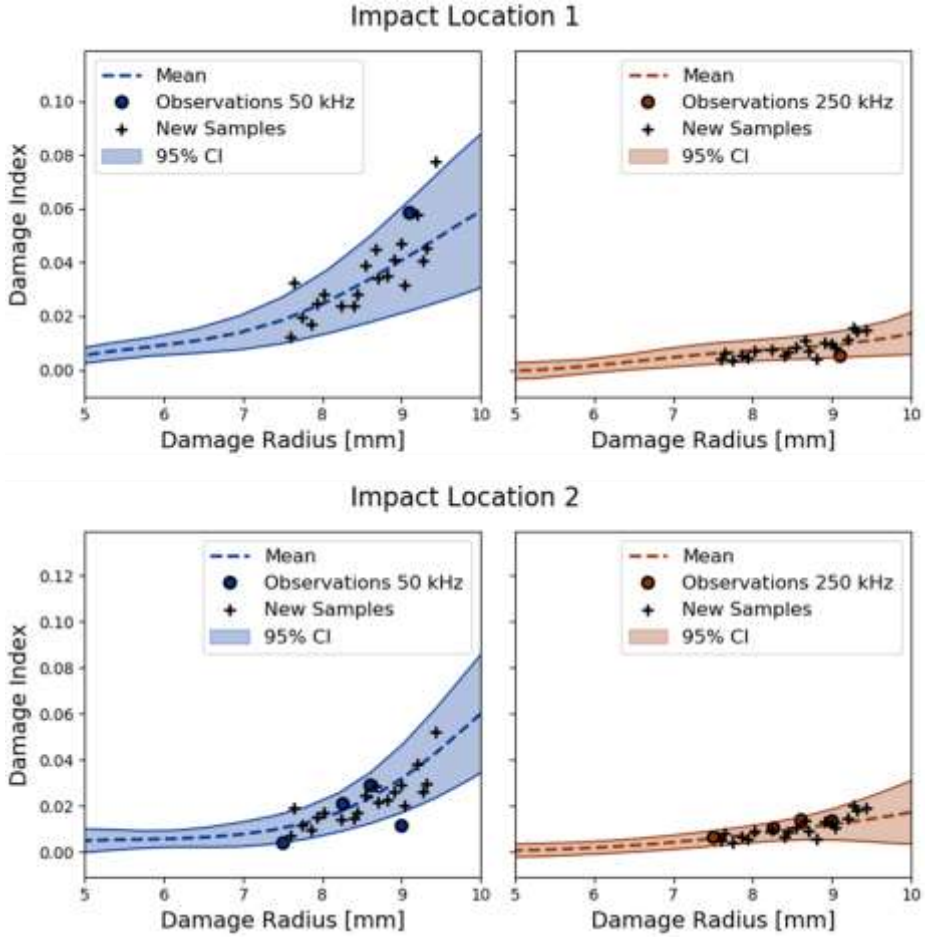 Impact Location 1
Mean
Observations 50 kHz
New Samples
95% CI
0.10
0.08
0.06
0.04
0.02
0.00
Damage Index
5 6 7 8 9 10
Damage Radius [mm]
Mean
Observations 250 kHz
New Samples
95% CI
5 6 7 8 9 10
Damage Radius [mm]
Impact Location 2
Mean
Observations 50 kHz
New Samples
95% CI
0.12
0.10
0.08
0.06
0.04
0.02
0.00
Damage Index
5 6 7 8 9 10
Damage Radius [mm]
Mean
Observations 250 kHz
New Samples
95% CI
5 6 7 8 9 10
Damage Radius [mm]